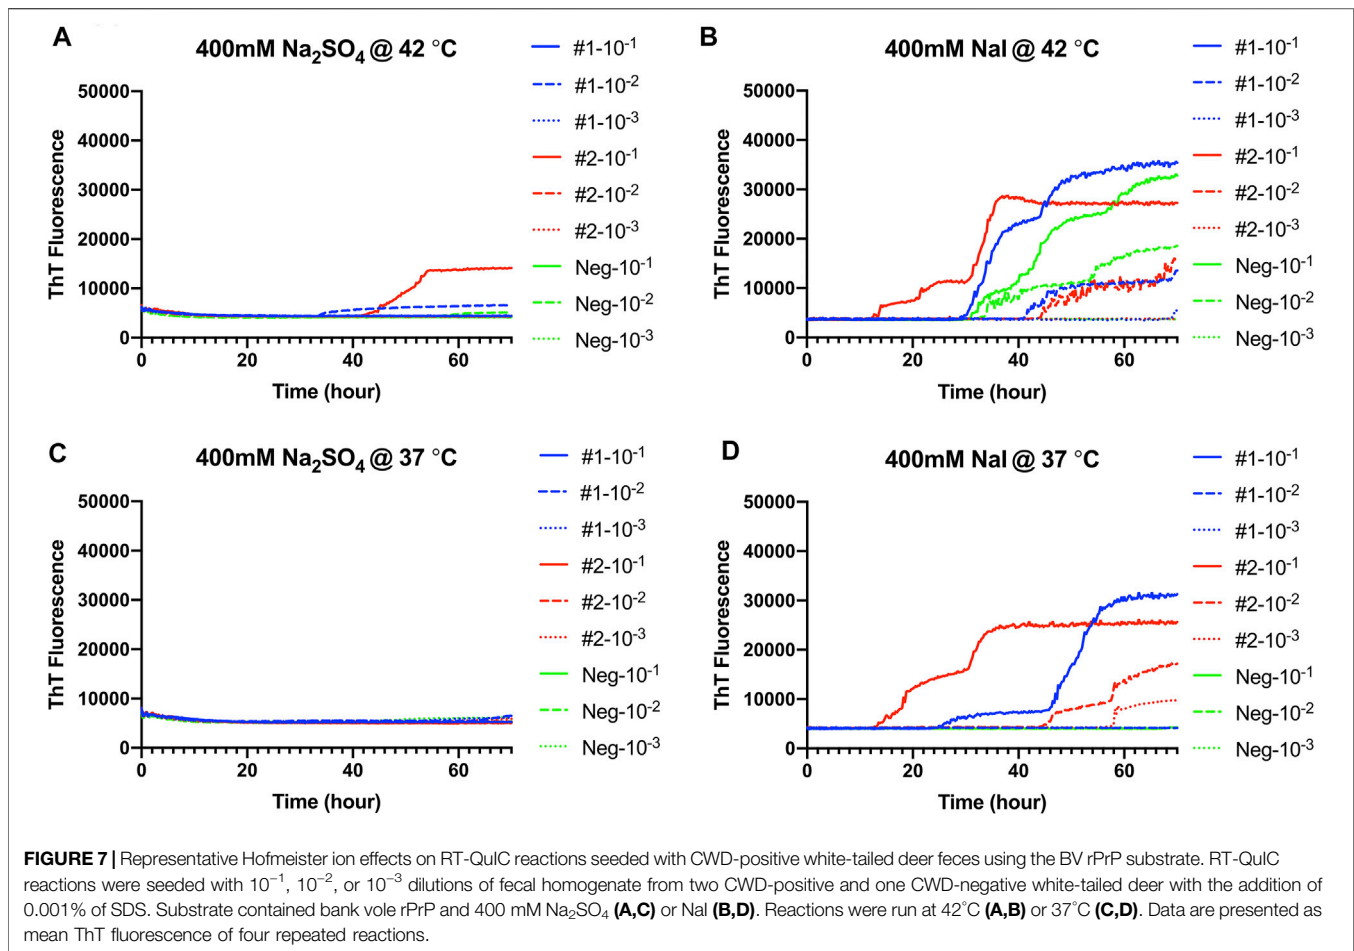 A
400mM Na₂SO₄ @ 42 °C
ThT Fluorescence
50000
40000
30000
20000
10000
0
0 20 40 60
Time (hour)
#1-10⁻¹
#1-10⁻²
#1-10⁻³
#2-10⁻¹
#2-10⁻²
#2-10⁻³
Neg-10⁻¹
Neg-10⁻²
Neg-10⁻³
B
400mM NaI @ 42 °C
ThT Fluorescence
50000
40000
30000
20000
10000
0
0 20 40 60
Time (hour)
#1-10⁻¹
#1-10⁻²
#1-10⁻³
#2-10⁻¹
#2-10⁻²
#2-10⁻³
Neg-10⁻¹
Neg-10⁻²
Neg-10⁻³
C
400mM Na₂SO₄ @ 37 °C
ThT Fluorescence
50000
40000
30000
20000
10000
0
0 20 40 60
Time (hour)
#1-10⁻¹
#1-10⁻²
#1-10⁻³
#2-10⁻¹
#2-10⁻²
#2-10⁻³
Neg-10⁻¹
Neg-10⁻²
Neg-10⁻³
D
400mM NaI @ 37 °C
ThT Fluorescence
50000
40000
30000
20000
10000
0
0 20 40 60
Time (hour)
#1-10⁻¹
#1-10⁻²
#1-10⁻³
#2-10⁻¹
#2-10⁻²
#2-10⁻³
Neg-10⁻¹
Neg-10⁻²
Neg-10⁻³
FIGURE 7 | Representative Hofmeister ion effects on RT-QuIC reactions seeded with CWD-positive white-tailed deer feces using the BV rPrP substrate. RT-QuIC
reactions were seeded with 10⁻¹, 10⁻², or 10⁻³ dilutions of fecal homogenate from two CWD-positive and one CWD-negative white-tailed deer with the addition of
0.001% of SDS. Substrate contained bank vole rPrP and 400 mM Na₂SO₄ (A,C) or NaI (B,D). Reactions were run at 42°C (A,B) or 37°C (C,D). Data are presented as
mean ThT fluorescence of four repeated reactions.